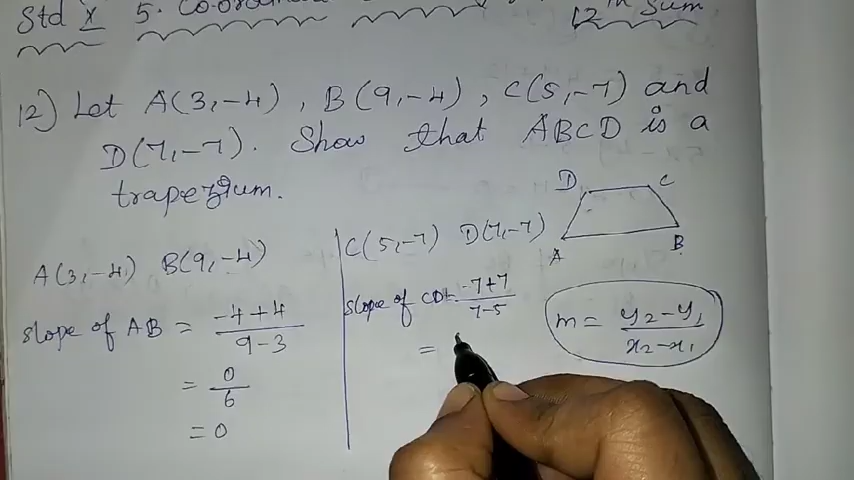 Std X 5. Co-ordinate
12th Sum
12) Let A(3,-4), B(9,-4), C(5,-7) and
D(7,-7). Show that ABCD is a
trapezium.
D C
A B
A(3,-4) B(9,-4)
Slope of AB = -4+4 / 9-3
= 0/6
= 0
C(5,-7) D(7,-7)
Slope of CD = -7+7 / 7-5
=
m = y2-y1 / x2-x1